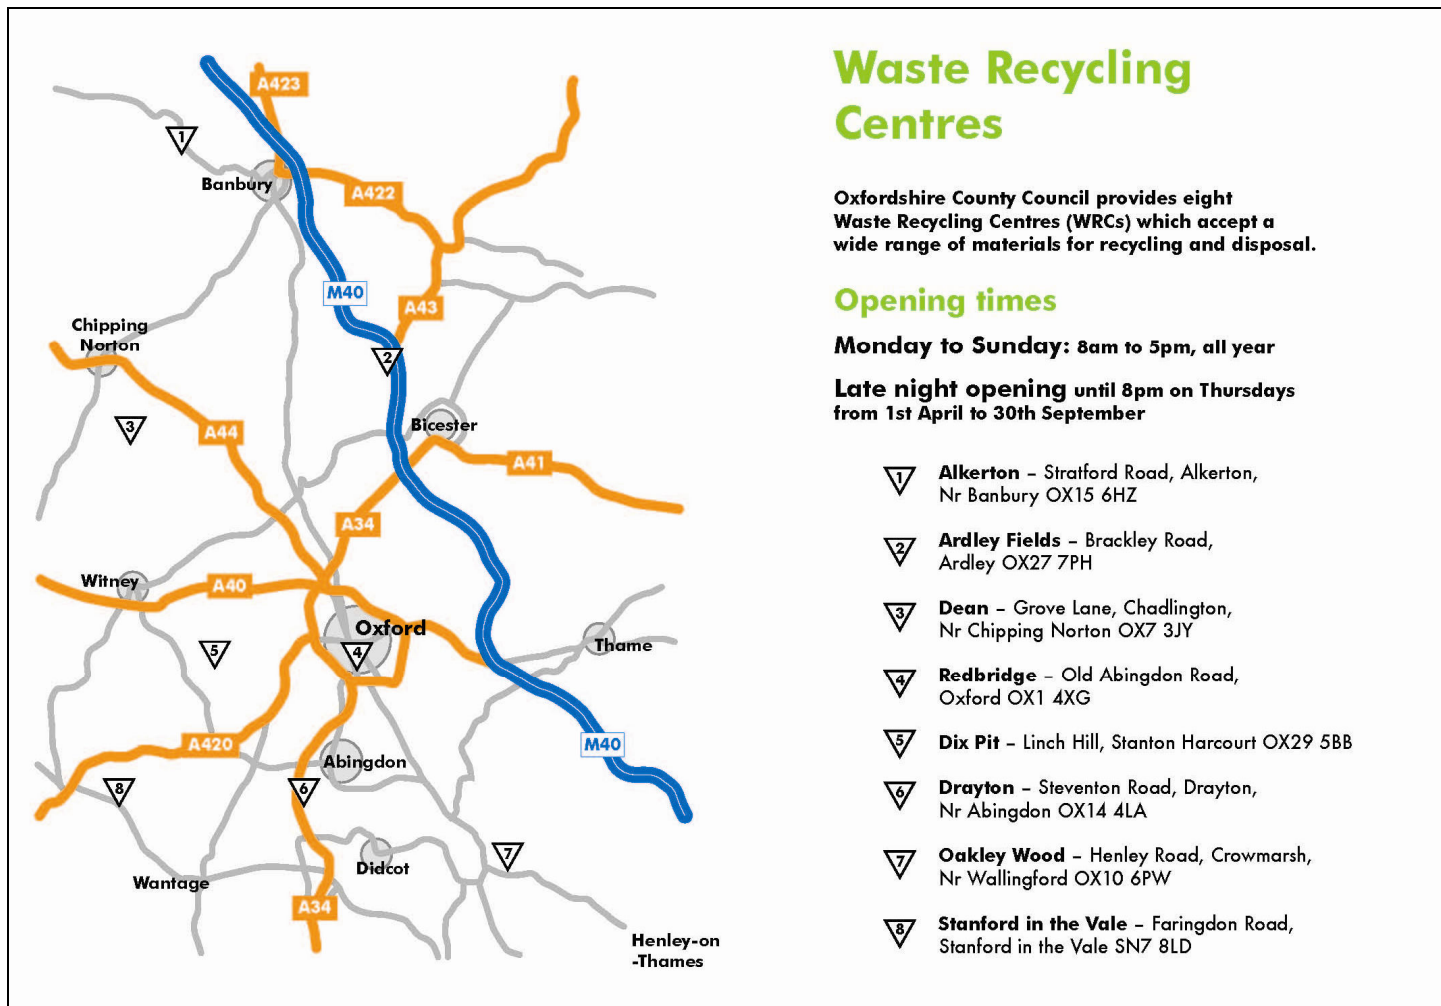 A423
1
Banbury
A422
M40
A43
Chipping
Norton
2
3
A44
Bicester
A41
A34
Witney
A40
Oxford
5
4
Thame
A420
M40
Abingdon
8
6
7
Didcot
Wantage
A34
Henley-on
-Thames
Waste Recycling
Centres
Oxfordshire County Council provides eight
Waste Recycling Centres (WRCs) which accept a
wide range of materials for recycling and disposal.
Opening times
Monday to Sunday: 8am to 5pm, all year
Late night opening until 8pm on Thursdays
from 1st April to 30th September
1 Alkerton – Stratford Road, Alkerton,
Nr Banbury OX15 6HZ
2 Ardley Fields – Brackley Road,
Ardley OX27 7PH
3 Dean – Grove Lane, Chadlington,
Nr Chipping Norton OX7 3JY
4 Redbridge – Old Abingdon Road,
Oxford OX1 4XG
5 Dix Pit – Linch Hill, Stanton Harcourt OX29 5BB
6 Drayton – Steventon Road, Drayton,
Nr Abingdon OX14 4LA
7 Oakley Wood – Henley Road, Crowmarsh,
Nr Wallingford OX10 6PW
8 Stanford in the Vale – Faringdon Road,
Stanford in the Vale SN7 8LD